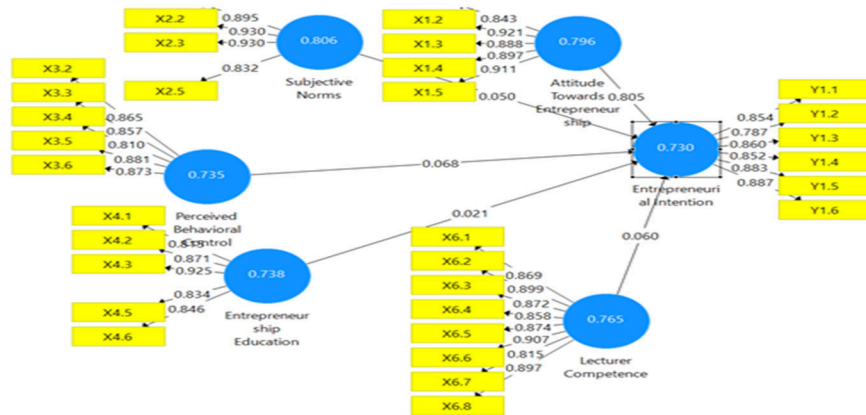 X2.2
X2.3
X2.5
0.895
0.930
0.930
0.832
0.806
Subjective
Norms
X1.2
X1.3
X1.4
X1.5
0.843
0.921
0.888
0.897
0.911
0.796
Attitude
Towards
Entrepreneur
ship
0.050
0.805
X3.2
X3.3
X3.4
X3.5
X3.6
0.865
0.857
0.810
0.881
0.873
0.735
Perceived
Behavioral
Control
0.068
0.730
Entrepreneuri
al Intention
0.854
0.787
0.860
0.852
0.883
0.887
Y1.1
Y1.2
Y1.3
Y1.4
Y1.5
Y1.6
X4.1
X4.2
X4.3
X4.5
X4.6
0.871
0.925
0.834
0.846
0.738
Entrepreneur
ship
Education
0.021
0.060
X6.1
X6.2
X6.3
X6.4
X6.5
X6.6
X6.7
X6.8
0.869
0.899
0.872
0.858
0.874
0.907
0.815
0.897
0.765
Lecturer
Competence